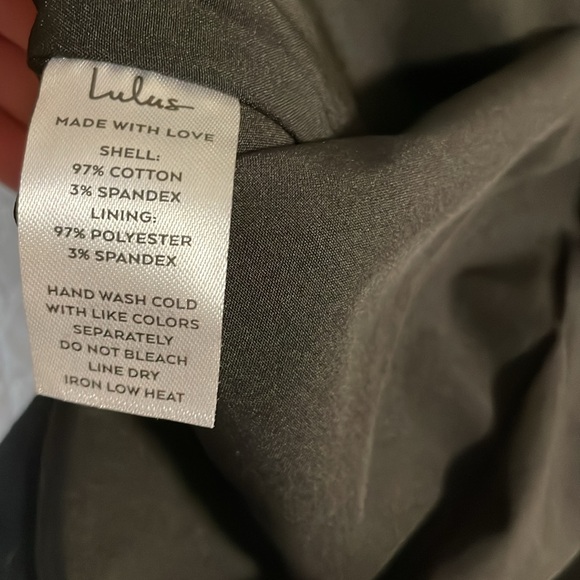 Lulus
MADE WITH LOVE
SHELL:
97% COTTON
3% SPANDEX
LINING:
97% POLYESTER
3% SPANDEX
HAND WASH COLD
WITH LIKE COLORS
SEPARATELY
DO NOT BLEACH
LINE DRY
IRON LOW HEAT